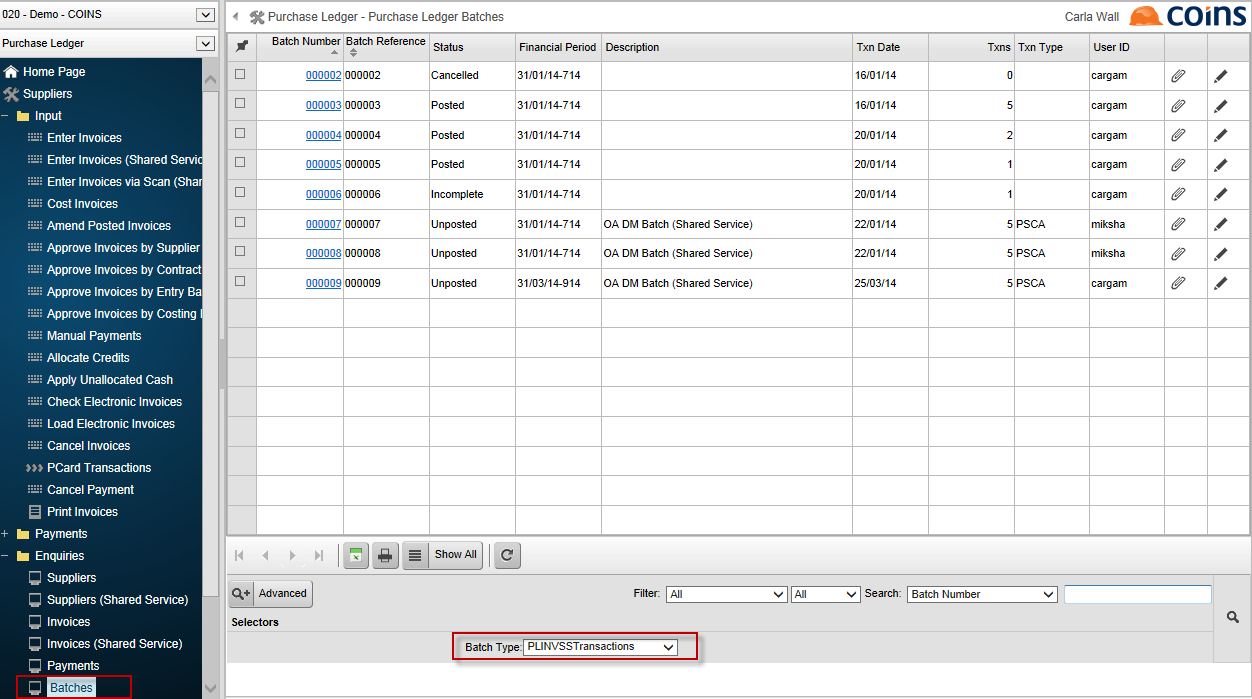 020 - Demo - COINS
Purchase Ledger
Home Page
Suppliers
Input
Enter Invoices
Enter Invoices (Shared Servic
Enter Invoices via Scan (Shar
Cost Invoices
Amend Posted Invoices
Approve Invoices by Supplier
Approve Invoices by Contract
Approve Invoices by Entry Ba
Approve Invoices by Costing
Manual Payments
Allocate Credits
Apply Unallocated Cash
Check Electronic Invoices
Load Electronic Invoices
Cancel Invoices
PCard Transactions
Cancel Payment
Print Invoices
Payments
Enquiries
Suppliers
Suppliers (Shared Service)
Invoices
Invoices (Shared Service)
Payments
Batches
Purchase Ledger - Purchase Ledger Batches
Carla Wall
coins
Batch Number Batch Reference Status Financial Period Description Txn Date Txns Txn Type User ID
000002 000002 Cancelled 31/01/14-714 16/01/14 0 cargam
000003 000003 Posted 31/01/14-714 16/01/14 5 cargam
000004 000004 Posted 31/01/14-714 20/01/14 2 cargam
000005 000005 Posted 31/01/14-714 20/01/14 1 cargam
000006 000006 Incomplete 31/01/14-714 20/01/14 1 cargam
000007 000007 Unposted 31/01/14-714 OA DM Batch (Shared Service) 22/01/14 5 PSCA miksha
000008 000008 Unposted 31/01/14-714 OA DM Batch (Shared Service) 22/01/14 5 PSCA miksha
000009 000009 Unposted 31/03/14-914 OA DM Batch (Shared Service) 25/03/14 5 PSCA cargam
Show All
Advanced
Filter: All All Search: Batch Number
Selectors
Batch Type: PLINVSSTransactions